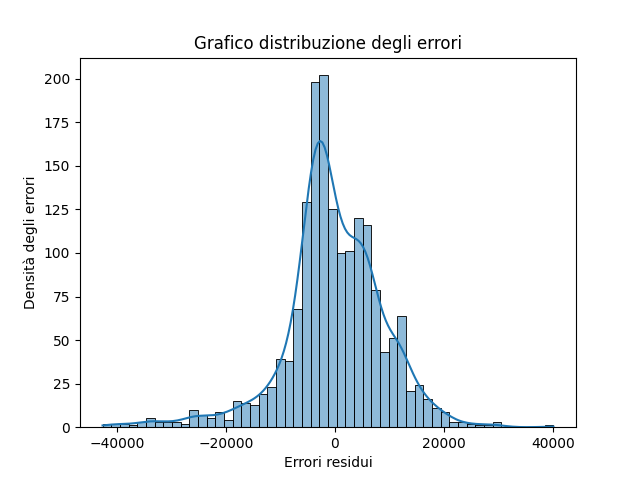 Grafico distribuzione degli errori
Densità degli errori
200
175
150
125
100
75
50
25
0
−40000 −20000 0 20000 40000
Errori residui